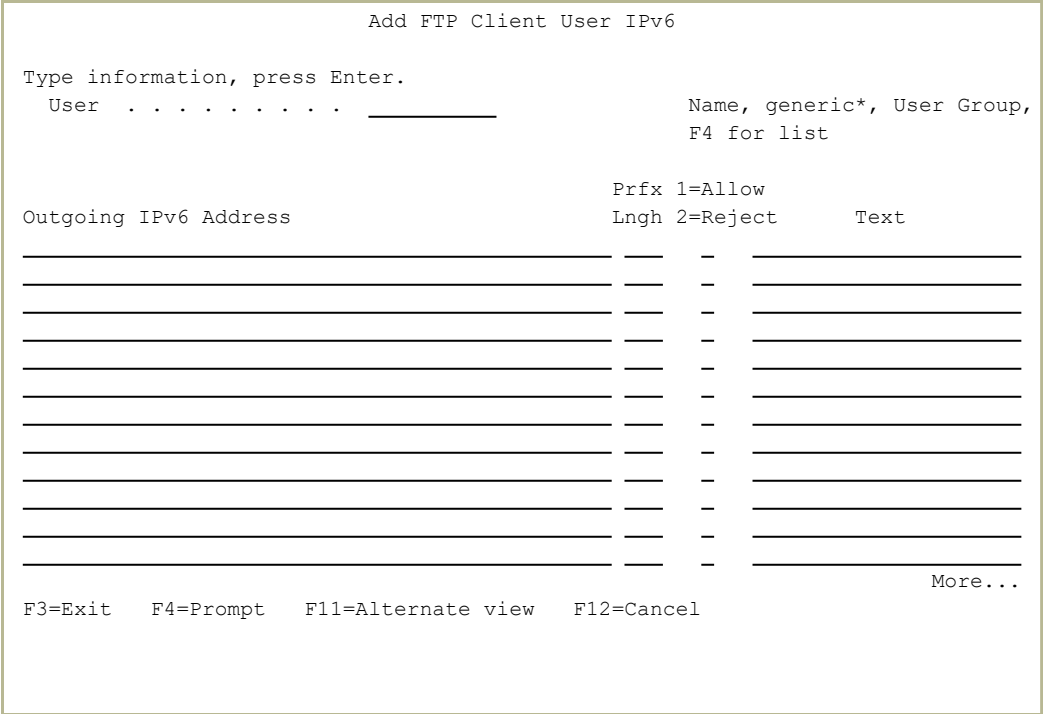 Add FTP Client User IPv6
Type information, press Enter.
User . . . . . . . . . _________ Name, generic*, User Group,
F4 for list
Prfx 1=Allow
Outgoing IPv6 Address Lngh 2=Reject Text
More...
F3=Exit F4=Prompt F11=Alternate view F12=Cancel